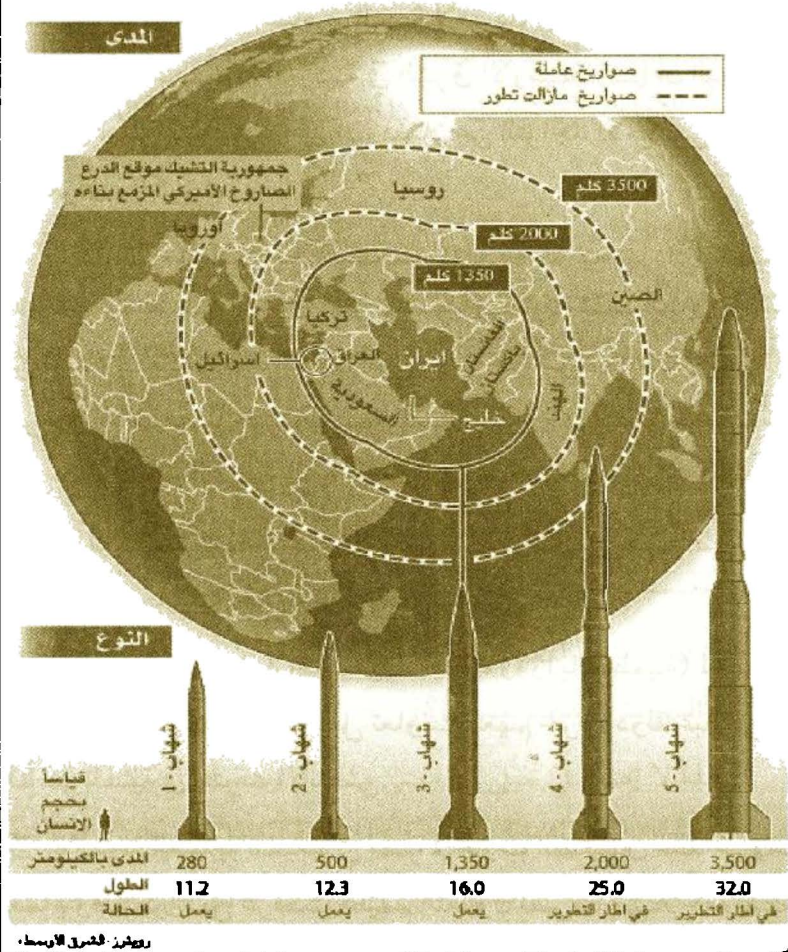 المدى
صواريخ عاملة
صواريخ مازالت تطور
جمهورية التشيك موقع الدرع
الصاروخ الأميركي المزمع بناءه
روسيا
3500 كلم
أوروبا
2000 كلم
1350 كلم
الصين
تركيا
اسرائيل
العراق
ايران
افغانستان
باكستان
السعودية
الهند
خليج
النوع
شهاب - 1
شهاب - 2
شهاب - 3
شهاب - 4
شهاب - 5
قياساً
بحجم
الانسان
المدى بالكيلومتر 280 500 1,350 2,000 3,500
الطول 11.2 12.3 16.0 25.0 32.0
الحالة يعمل يعمل يعمل في اطار التطوير في اطار التطوير
رويترز - الشرق الأوسط